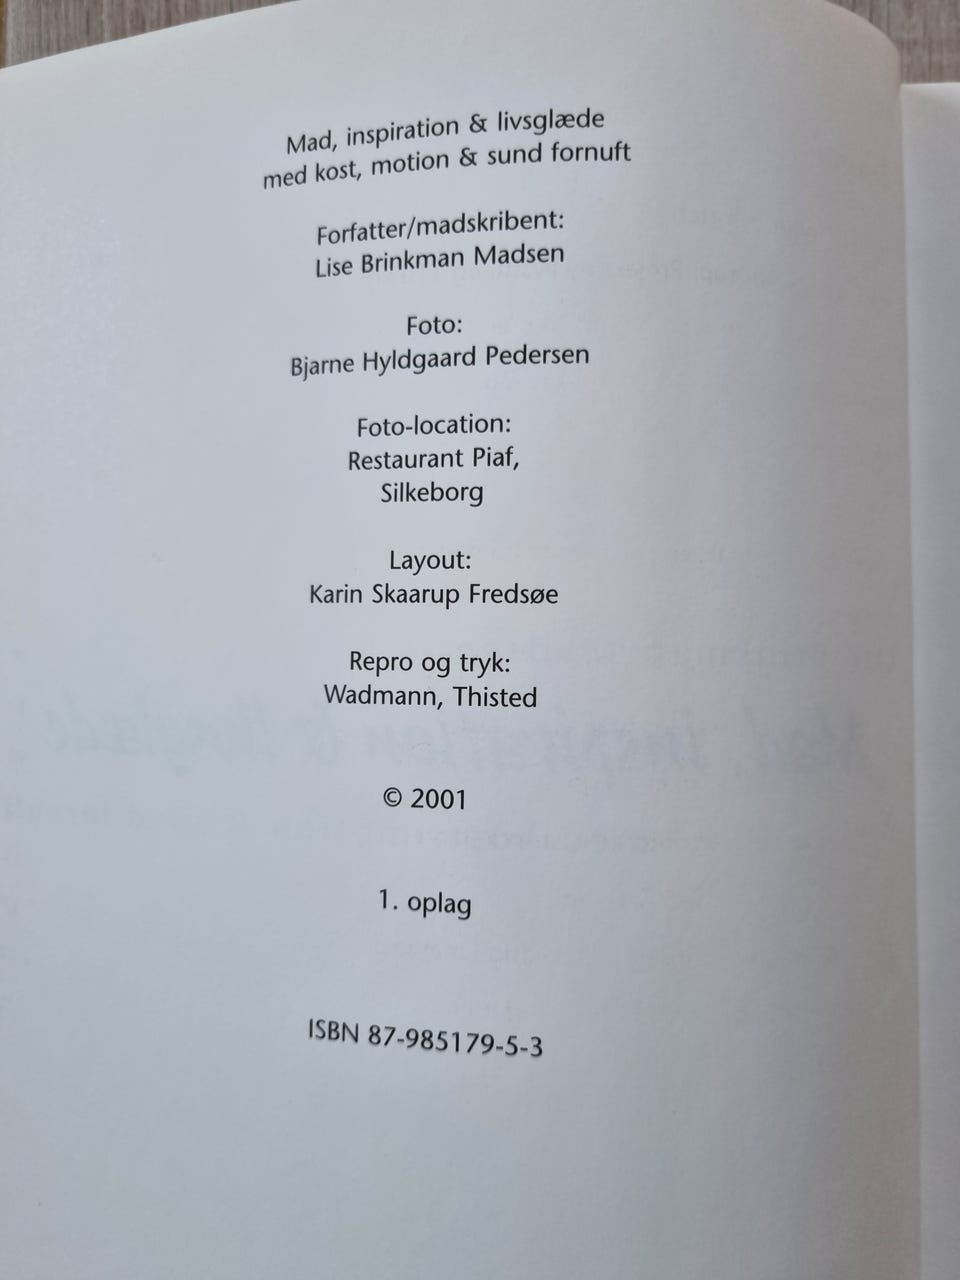 Mad, inspiration & livsglæde
med kost, motion & sund fornuft
Forfatter/madskribent:
Lise Brinkman Madsen
Foto:
Bjarne Hyldgaard Pedersen
Foto-location:
Restaurant Piaf,
Silkeborg
Layout:
Karin Skaarup Fredsøe
Repro og tryk:
Wadmann, Thisted
© 2001
1. oplag
ISBN 87-985179-5-3